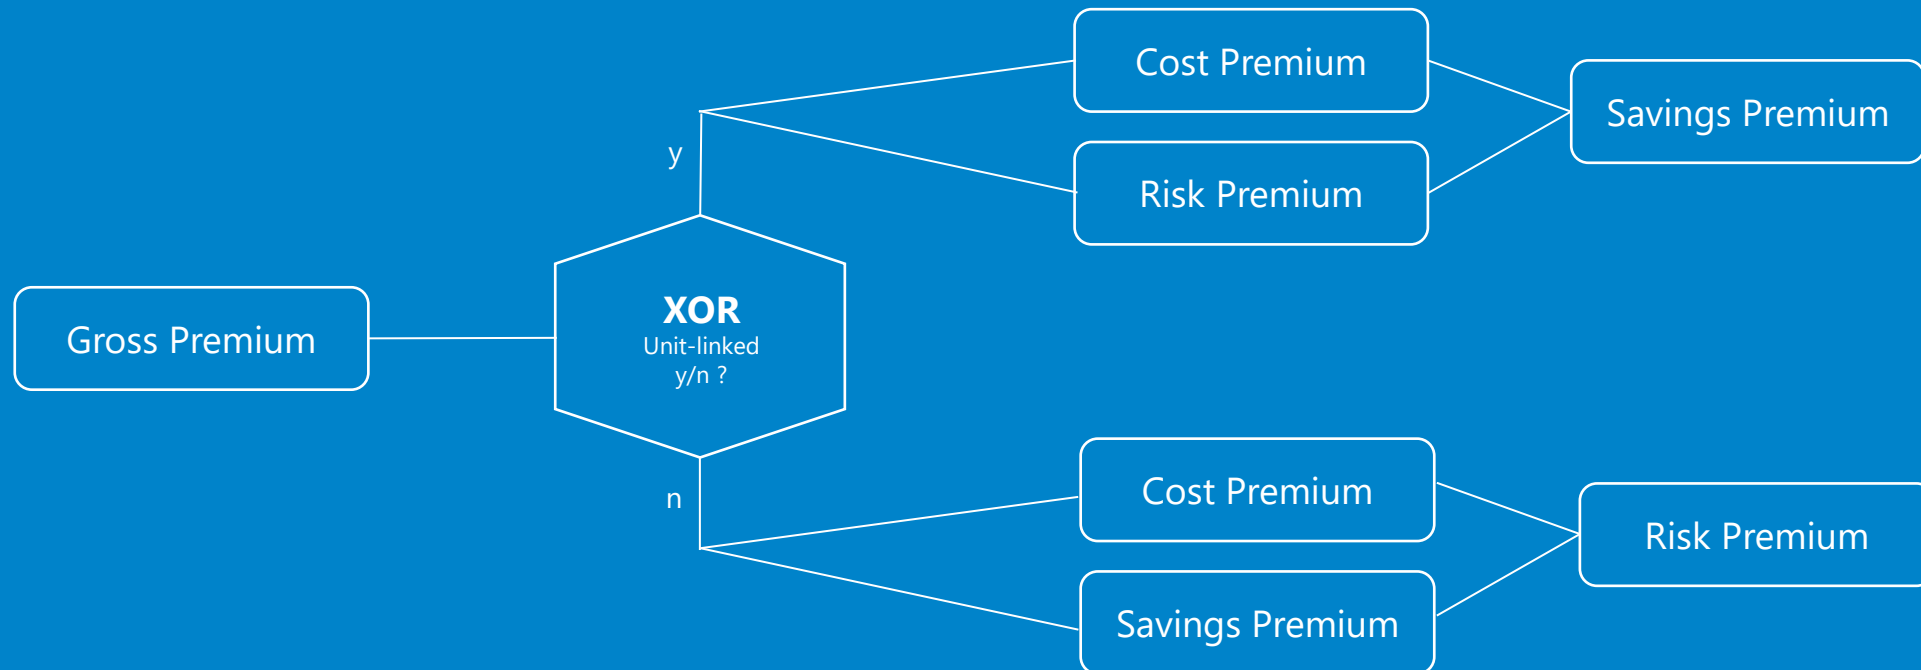 Cost Premium
Savings Premium
y
Risk Premium
XOR
Unit-linked
y/n ?
Gross Premium
n
Cost Premium
Risk Premium
Savings Premium